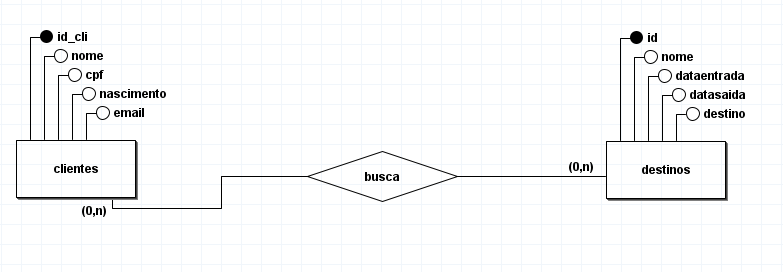 id_cli
nome
cpf
nascimento
email
clientes
(0,n)
busca
(0,n)
id
nome
dataentrada
datasaida
destino
destinos